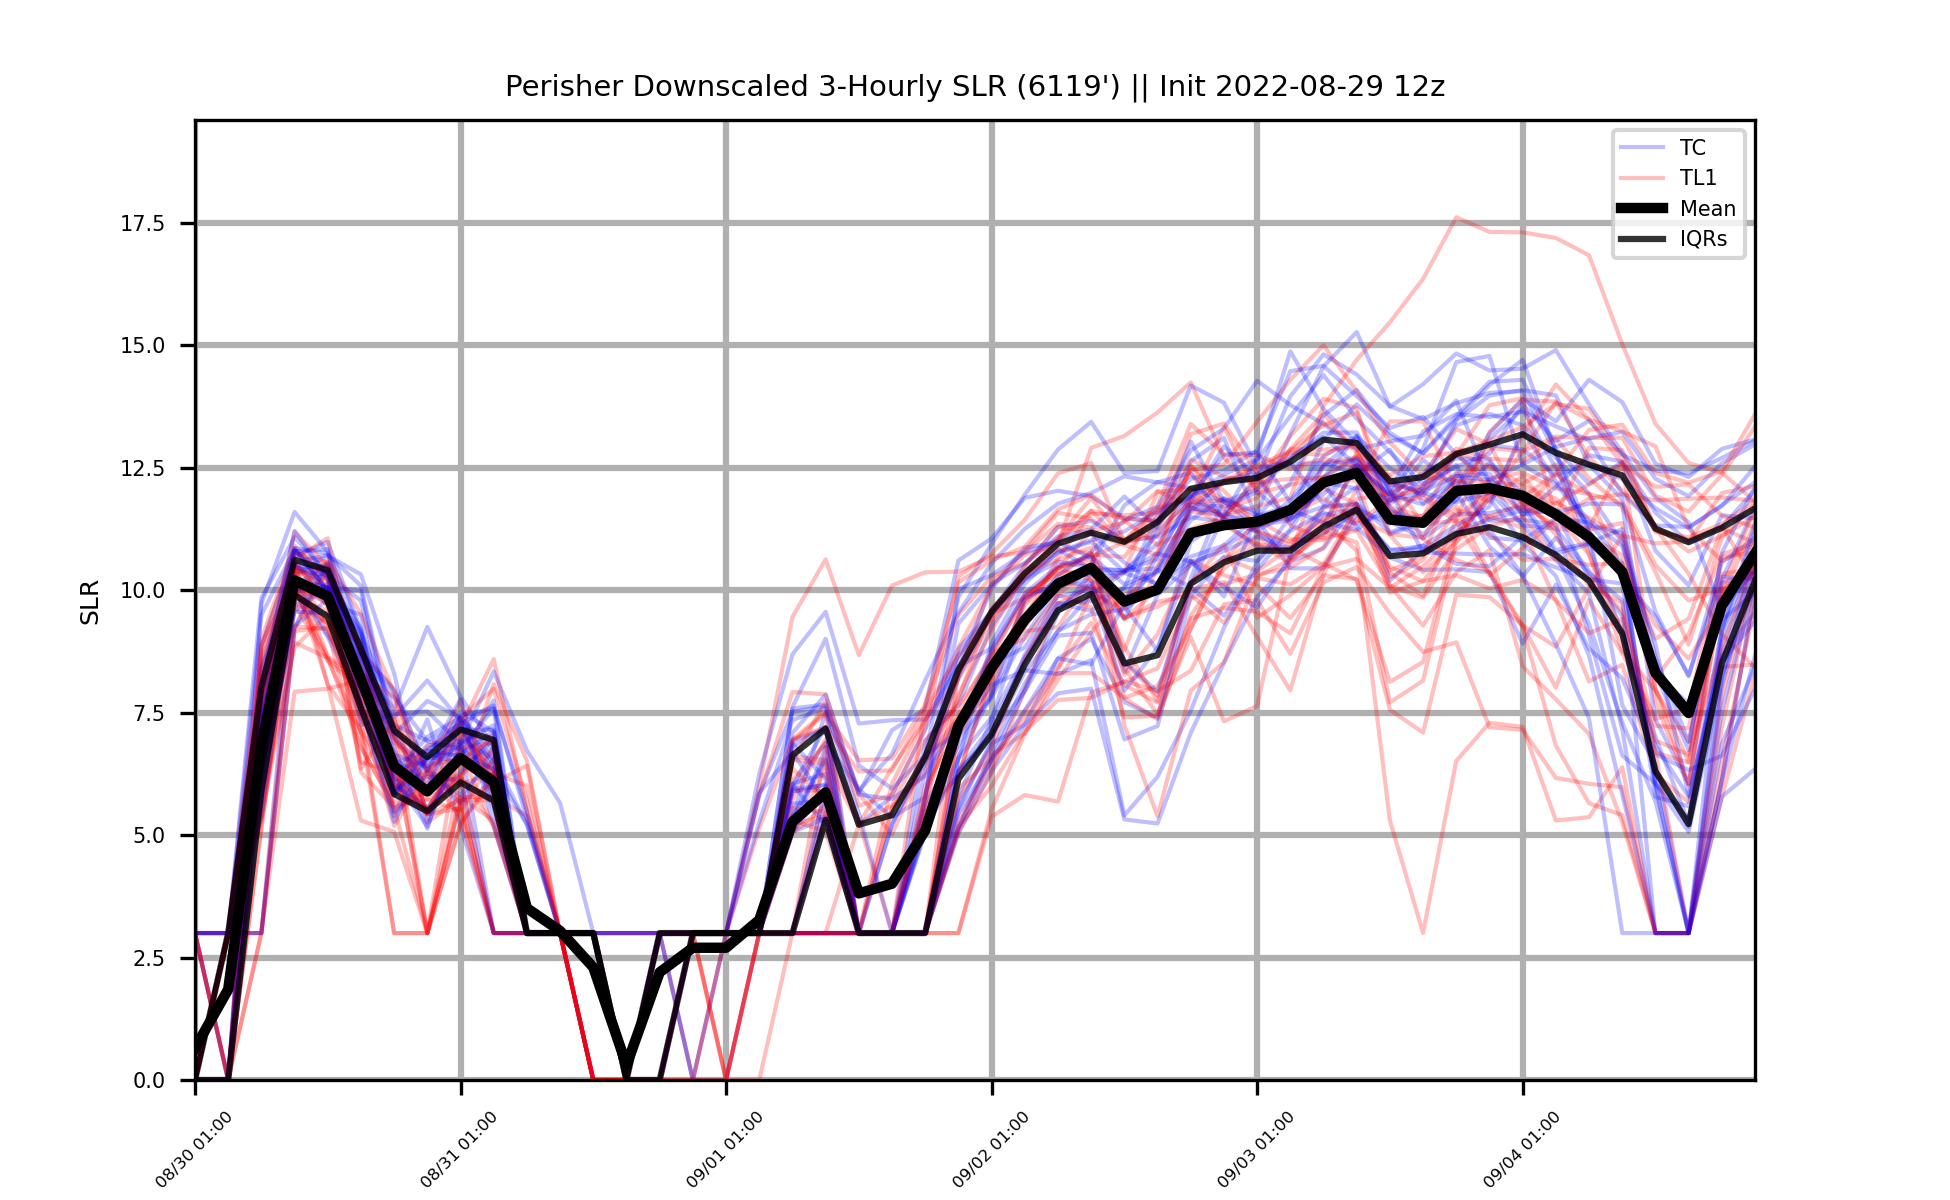 Perisher Downscaled 3-Hourly SLR (6119') || Init 2022-08-29 12z
TC
TL1
Mean
IQRs
SLR
17.5
15.0
12.5
10.0
7.5
5.0
2.5
0.0
08/30 01:00
08/31 01:00
09/01 01:00
09/02 01:00
09/03 01:00
09/04 01:00